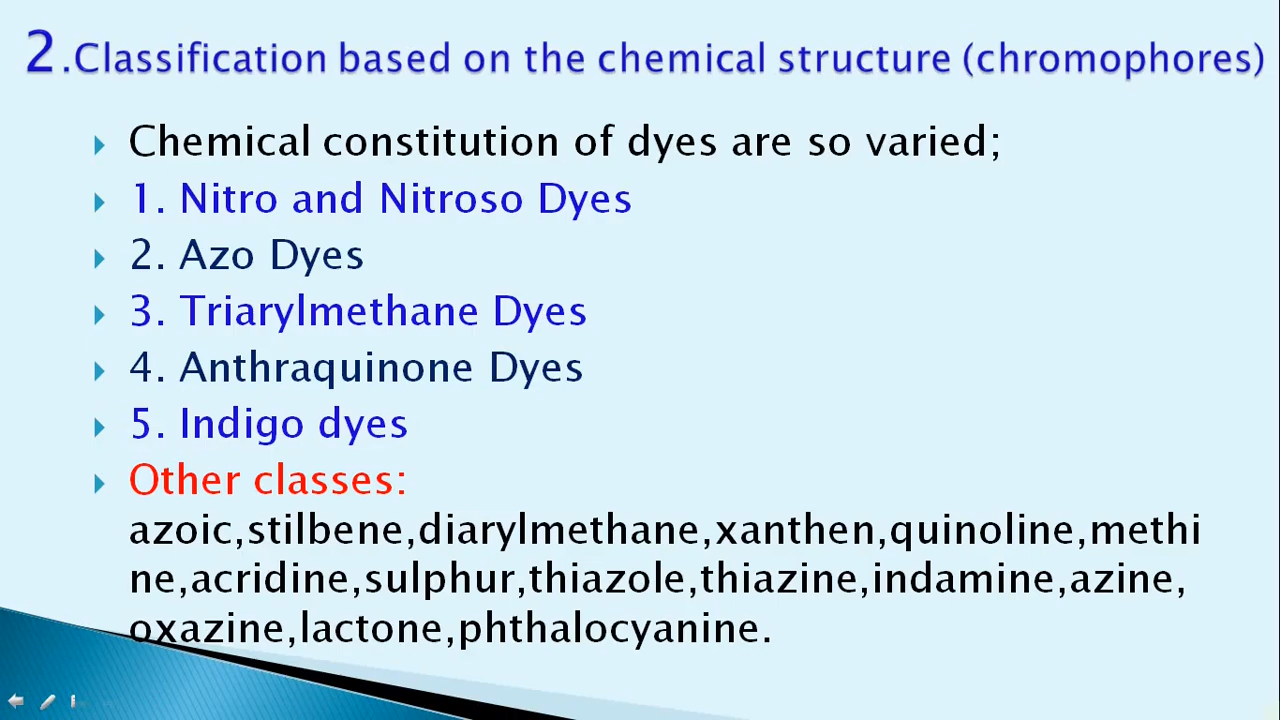 2.Classification based on the chemical structure (chromophores)
Chemical constitution of dyes are so varied;
1. Nitro and Nitroso Dyes
2. Azo Dyes
3. Triarylmethane Dyes
4. Anthraquinone Dyes
5. Indigo dyes
Other classes:
azoic,stilbene,diarylmethane,xanthen,quinoline,methi
ne,acridine,sulphur,thiazole,thiazine,indamine,azine,
oxazine,lactone,phthalocyanine.